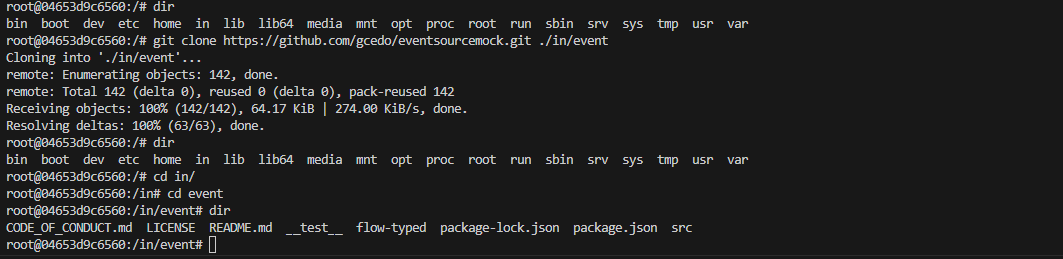 root@04653d9c6560:/# dir
bin  boot  dev  etc  home  in  lib  lib64  media  mnt  opt  proc  root  run  sbin  srv  sys  tmp  usr  var
root@04653d9c6560:/# git clone https://github.com/gcedo/eventsourcemock.git ./in/event
Cloning into './in/event'...
remote: Enumerating objects: 142, done.
remote: Total 142 (delta 0), reused 0 (delta 0), pack-reused 142
Receiving objects: 100% (142/142), 64.17 KiB | 274.00 KiB/s, done.
Resolving deltas: 100% (63/63), done.
root@04653d9c6560:/# dir
bin  boot  dev  etc  home  in  lib  lib64  media  mnt  opt  proc  root  run  sbin  srv  sys  tmp  usr  var
root@04653d9c6560:/# cd in/
root@04653d9c6560:/in# cd event
root@04653d9c6560:/in/event# dir
CODE_OF_CONDUCT.md  LICENSE  README.md  __test__  flow-typed  package-lock.json  package.json  src
root@04653d9c6560:/in/event#